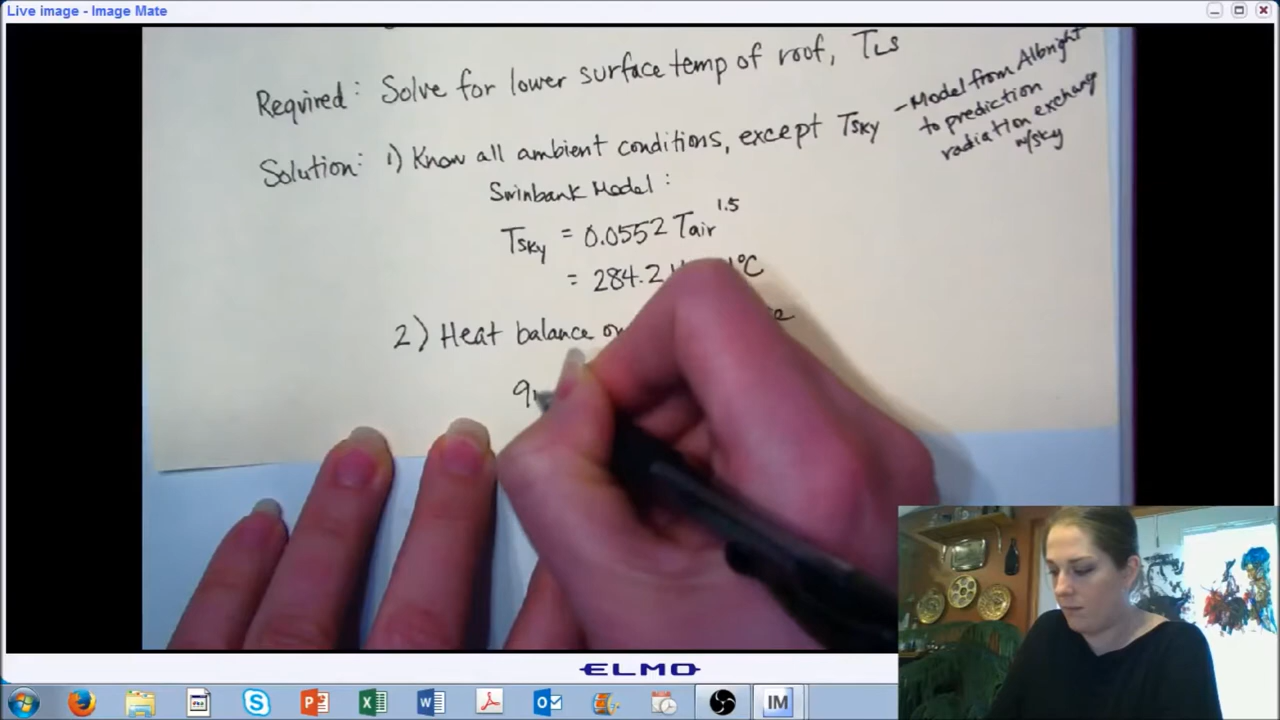 Live image - Image Mate
Required: Solve for lower surface temp of roof, TLS
Solution: 1) Know all ambient conditions, except Tsky
- Model from Albright
to prediction
radiation exchange
w/sky
Swinbank Model:
Tsky = 0.0552 Tair^1.5
= 284.2 °C
2) Heat balance
ELMO
IM